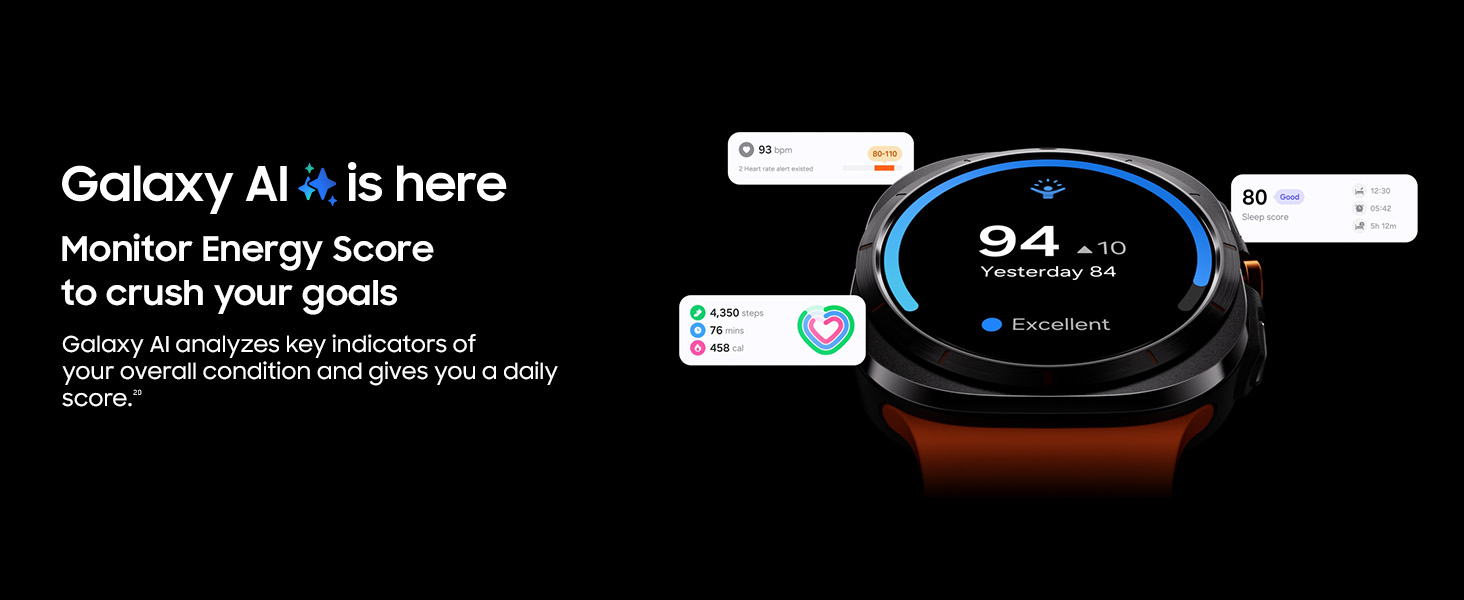 Galaxy AI is here
Monitor Energy Score
to crush your goals
Galaxy AI analyzes key indicators of
your overall condition and gives you a daily
score.20
93 bpm
80-110
2 Heart rate alert existed
94 ▲10
Yesterday 84
Excellent
80 Good
Sleep score
12:30
05:42
5h 12m
4,350 steps
76 mins
458 cal